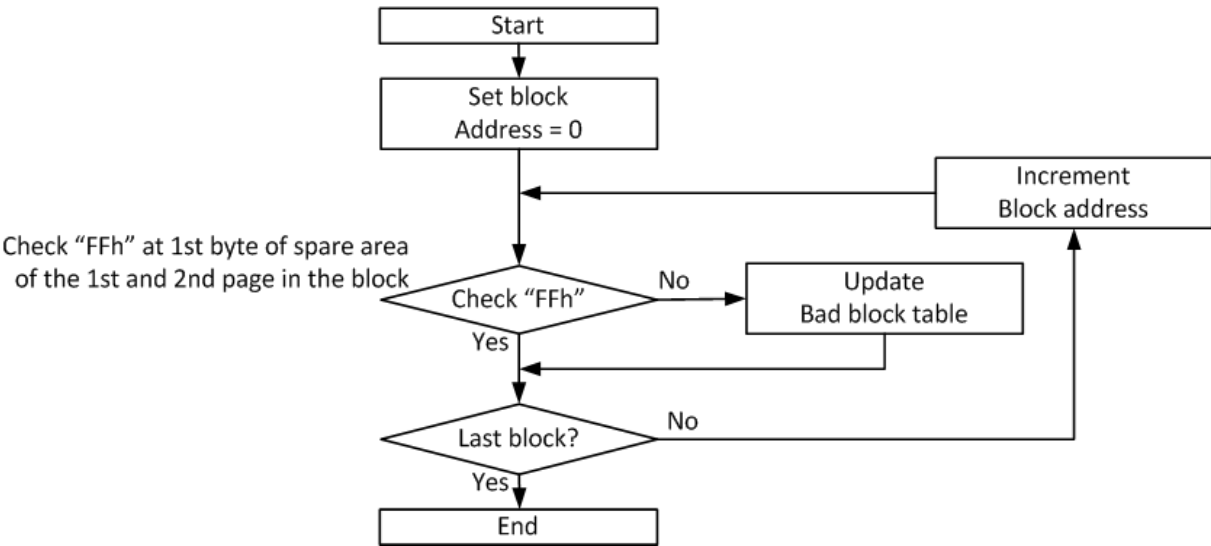 Start
Set block
Address = 0
Increment
Block address
Check “FFh” at 1st byte of spare area
of the 1st and 2nd page in the block
Check “FFh”
No
Update
Bad block table
Yes
Last block?
No
Yes
End